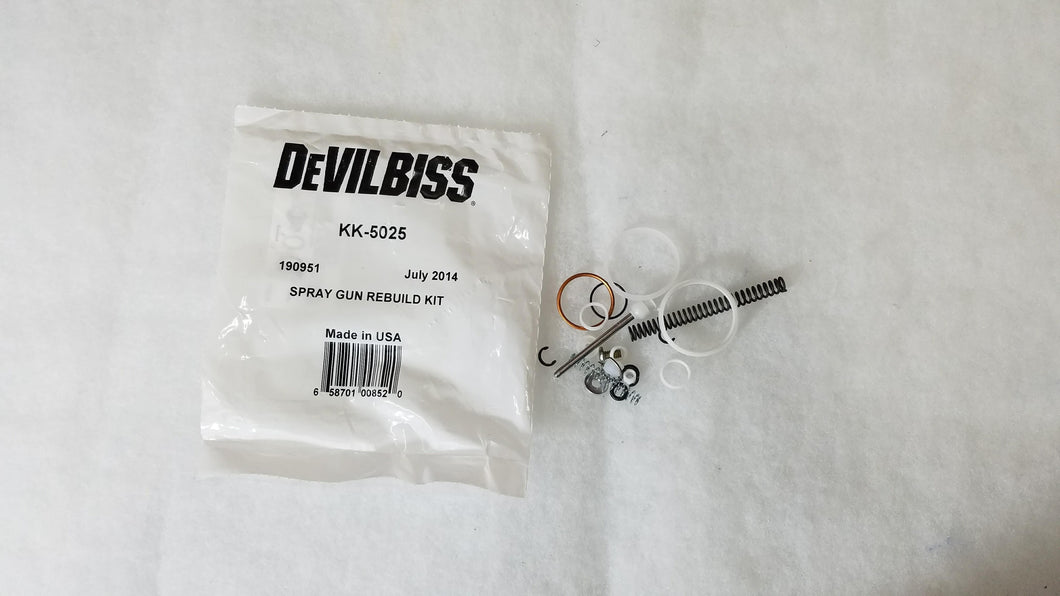 DEVILBISS®
KK-5025
190951 July 2014
SPRAY GUN REBUILD KIT
Made in USA
6 58701 00852 0